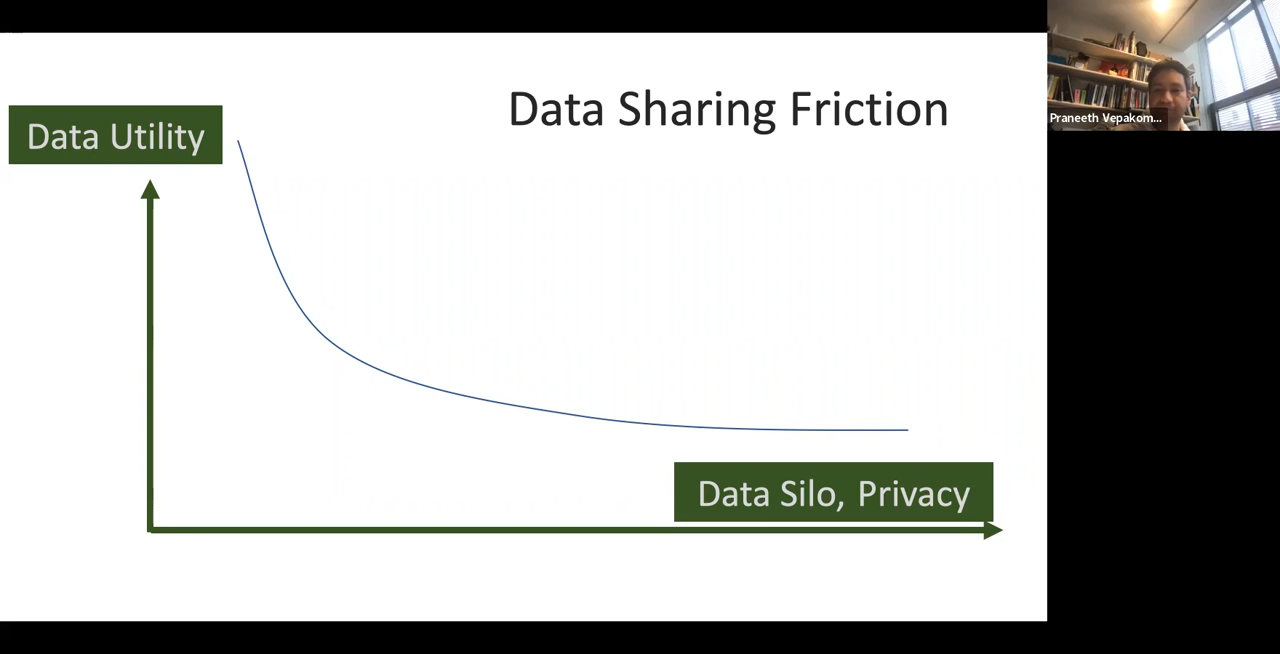 Data Sharing Friction
Data Utility
Praneeth Vepakom...
Data Silo, Privacy